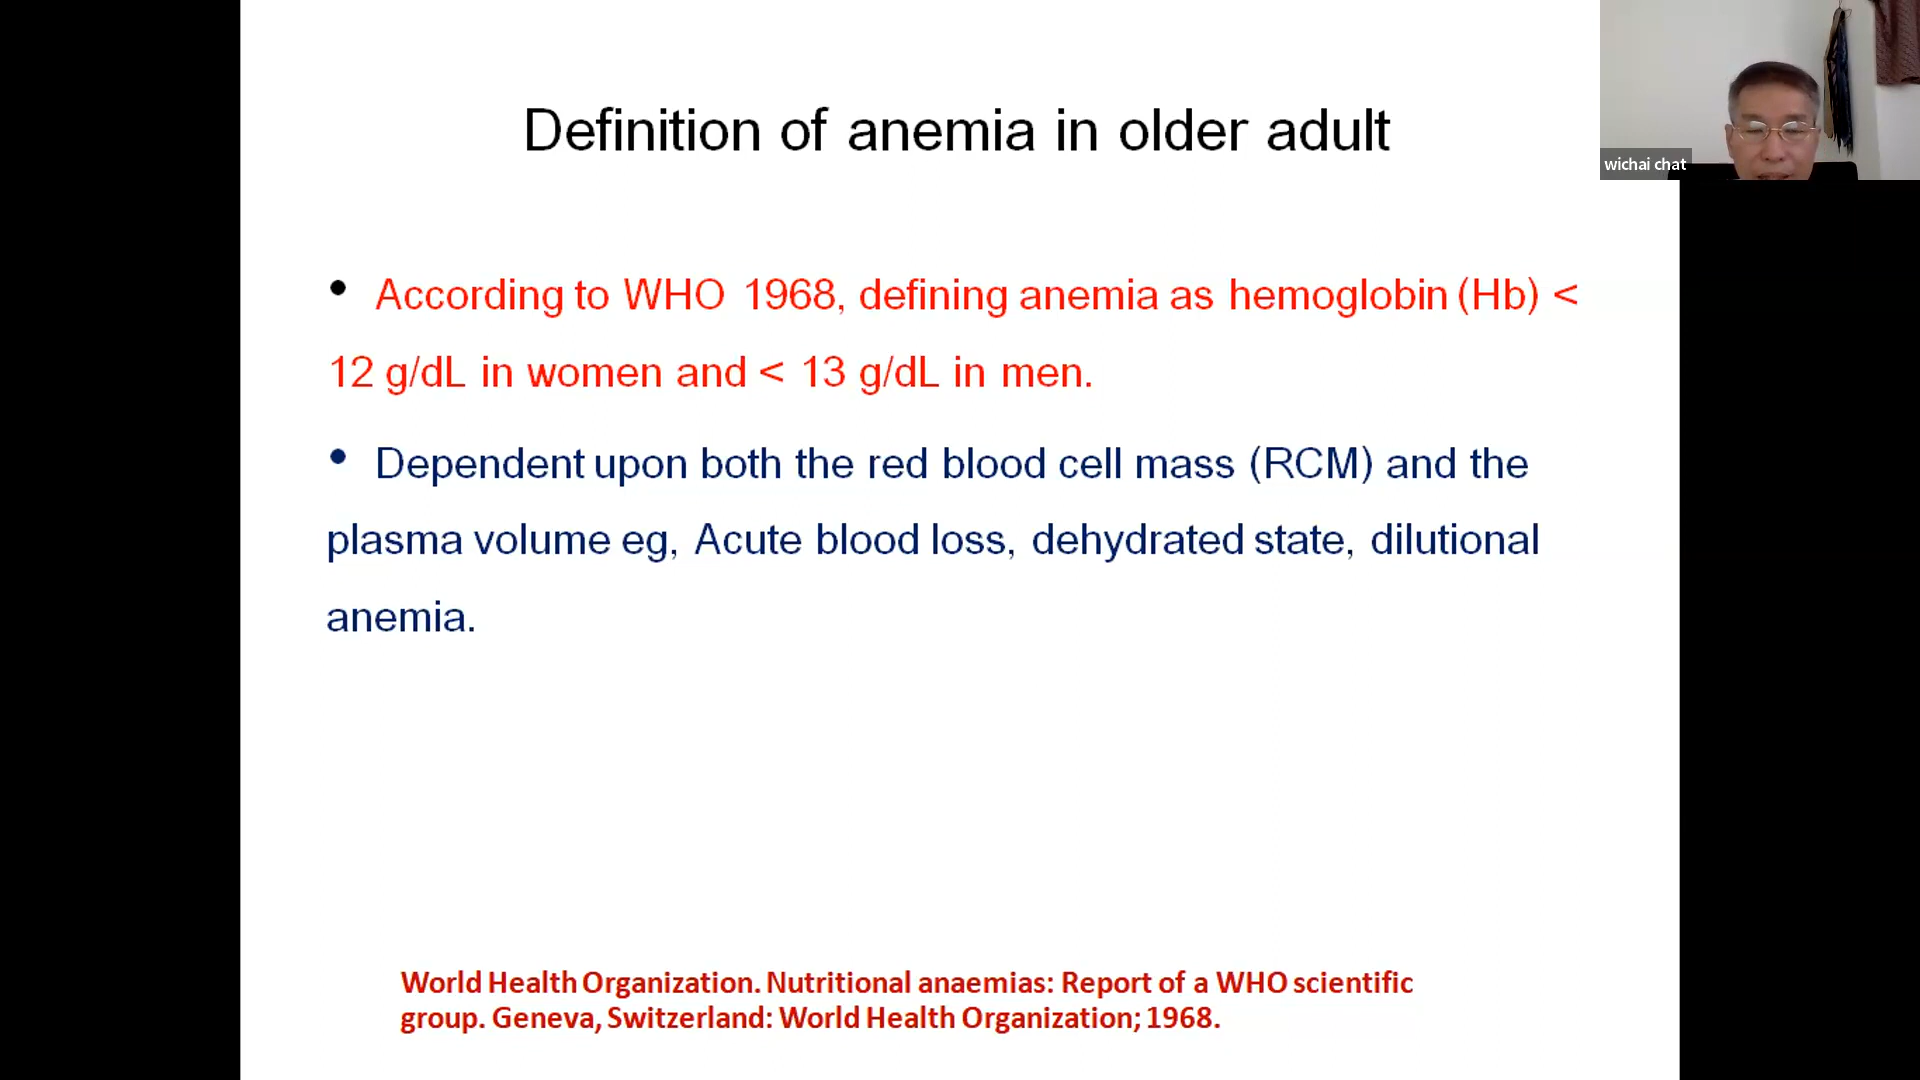 Definition of anemia in older adult
wichai chat
• According to WHO 1968, defining anemia as hemoglobin (Hb) <
12 g/dL in women and < 13 g/dL in men.
• Dependent upon both the red blood cell mass (RCM) and the
plasma volume eg, Acute blood loss, dehydrated state, dilutional
anemia.
World Health Organization. Nutritional anaemias: Report of a WHO scientific
group. Geneva, Switzerland: World Health Organization; 1968.